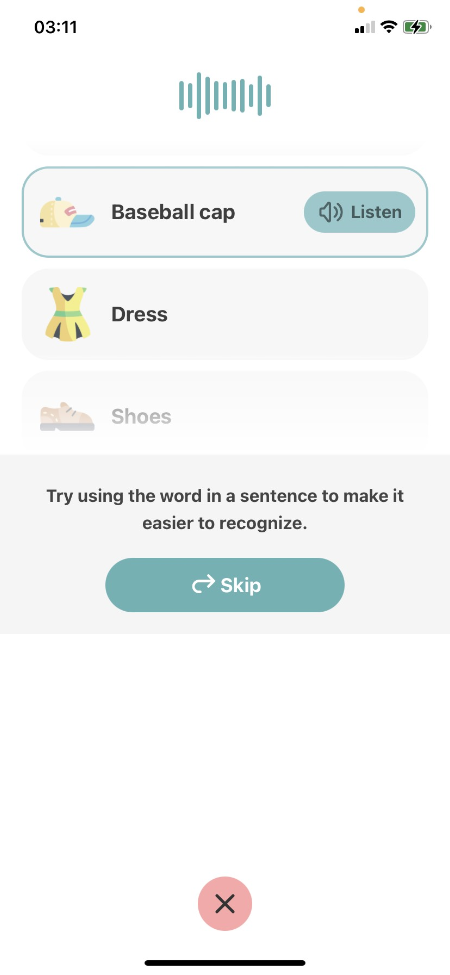 03:11
Baseball cap
Listen
Dress
Shoes
Try using the word in a sentence to make it
easier to recognize.
Skip